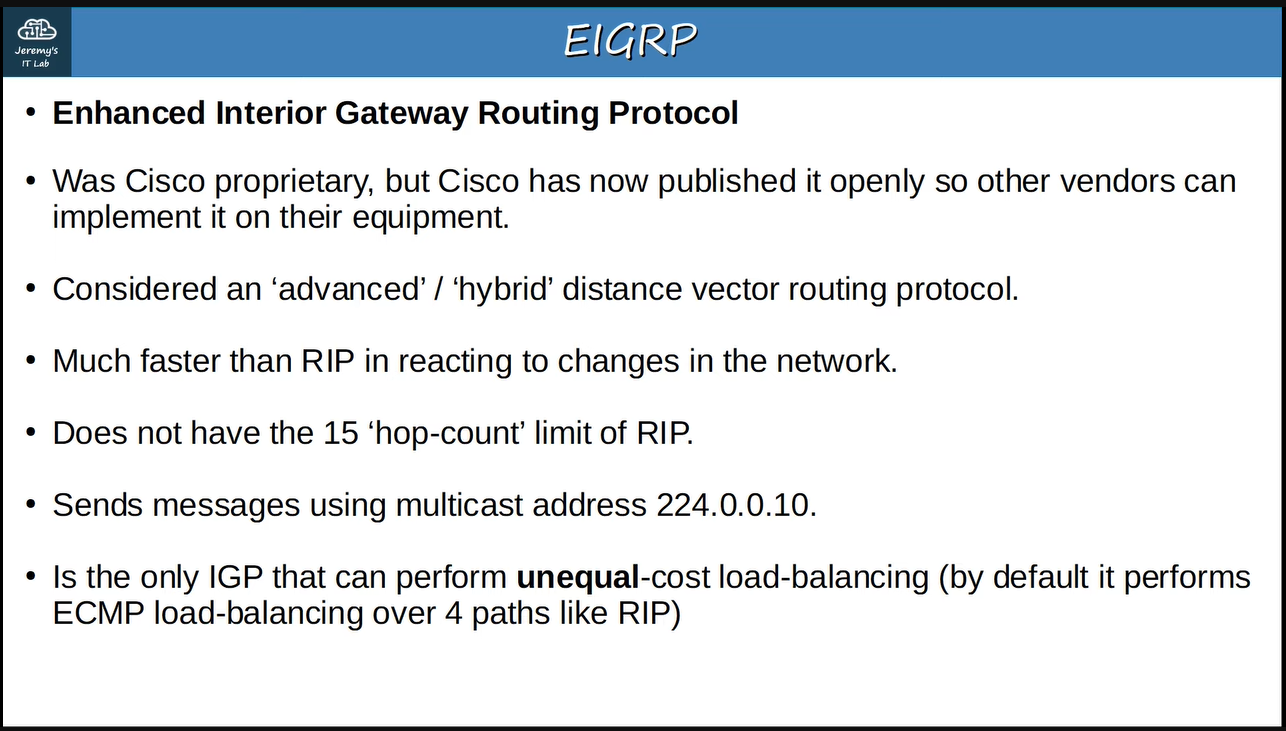 Jeremy's
IT Lab
EIGRP
• Enhanced Interior Gateway Routing Protocol
• Was Cisco proprietary, but Cisco has now published it openly so other vendors can
implement it on their equipment.
• Considered an ‘advanced’ / ‘hybrid’ distance vector routing protocol.
• Much faster than RIP in reacting to changes in the network.
• Does not have the 15 ‘hop-count’ limit of RIP.
• Sends messages using multicast address 224.0.0.10.
• Is the only IGP that can perform unequal-cost load-balancing (by default it performs
ECMP load-balancing over 4 paths like RIP)